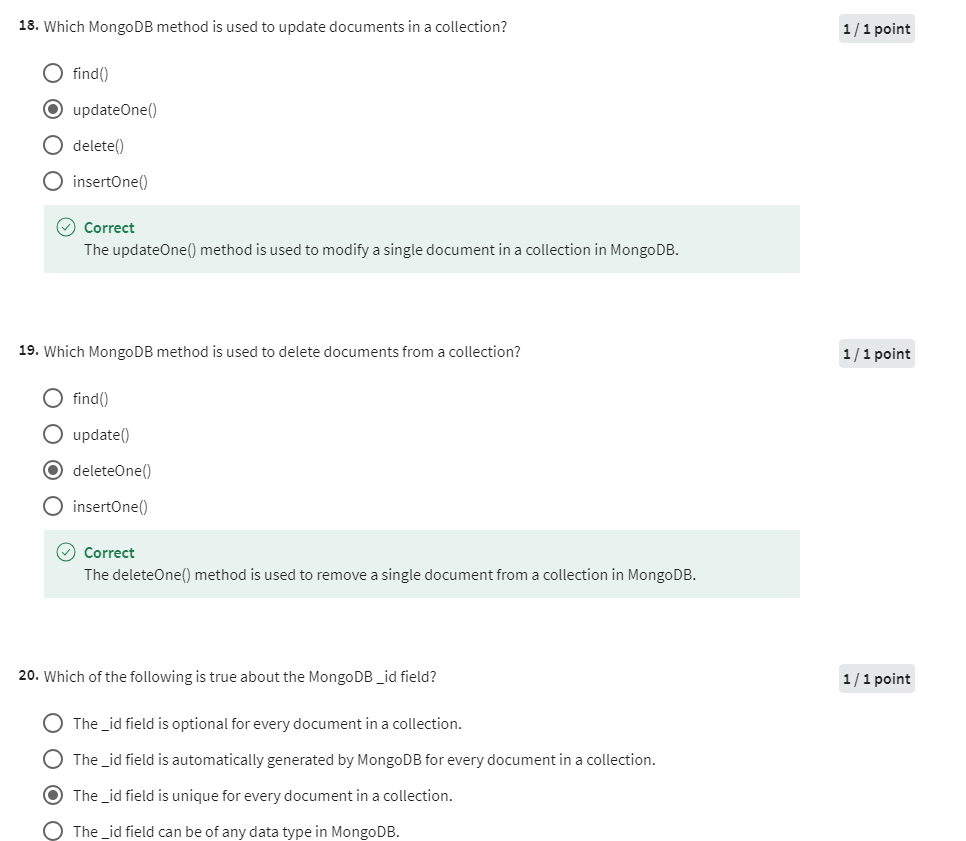 18. Which MongoDB method is used to update documents in a collection? 1 / 1 point
find()
updateOne()
delete()
insertOne()
Correct
The updateOne() method is used to modify a single document in a collection in MongoDB.
19. Which MongoDB method is used to delete documents from a collection? 1 / 1 point
find()
update()
deleteOne()
insertOne()
Correct
The deleteOne() method is used to remove a single document from a collection in MongoDB.
20. Which of the following is true about the MongoDB _id field? 1 / 1 point
The _id field is optional for every document in a collection.
The _id field is automatically generated by MongoDB for every document in a collection.
The _id field is unique for every document in a collection.
The _id field can be of any data type in MongoDB.